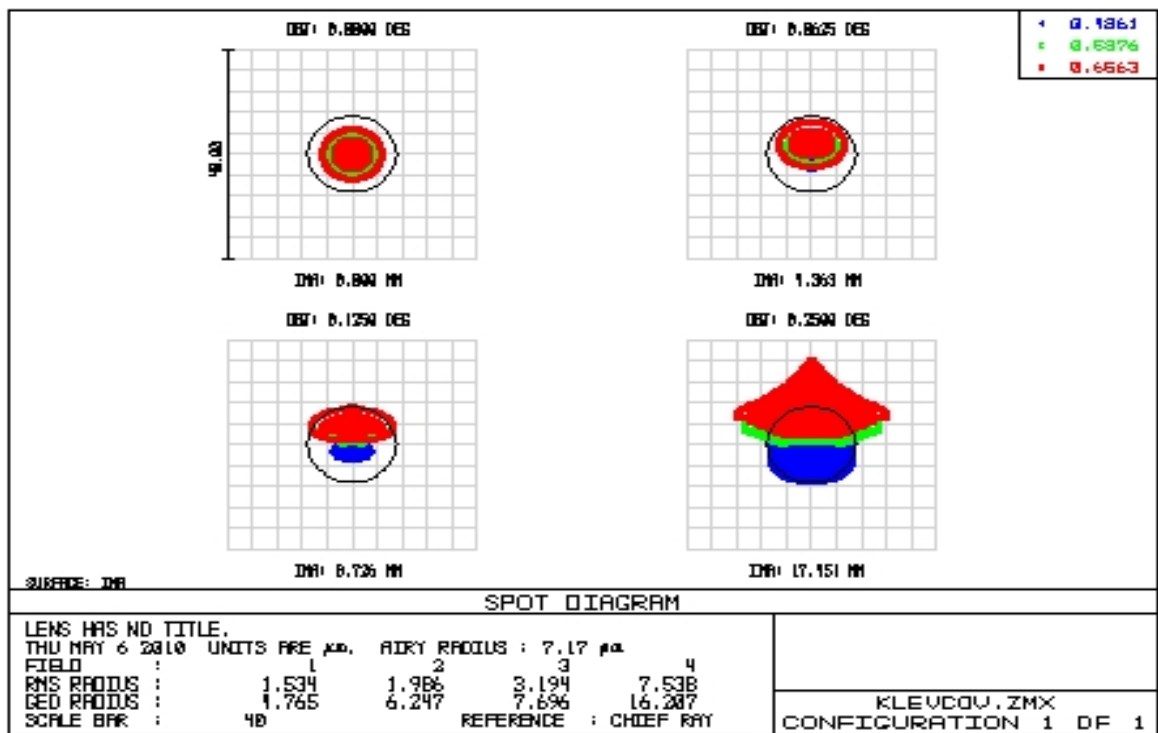 OBJ: 0.0000 DEG
OBJ: 0.0625 DEG
0.4861
0.5876
0.6563
40.00
IMA: 0.000 MM
IMA: 4.363 MM
OBJ: 0.1250 DEG
OBJ: 0.2500 DEG
IMA: 8.726 MM
IMA: 17.451 MM
SURFACE: IMA
SPOT DIAGRAM
LENS HAS NO TITLE.
THU MAY 6 2010 UNITS ARE µm. AIRY RADIUS : 7.17 µm
FIELD : 1 2 3 4
RMS RADIUS : 1.534 1.986 3.194 7.538
GEO RADIUS : 4.765 6.247 7.696 16.207
SCALE BAR : 40 REFERENCE : CHIEF RAY
KLEVCOV.ZMX
CONFIGURATION 1 OF 1